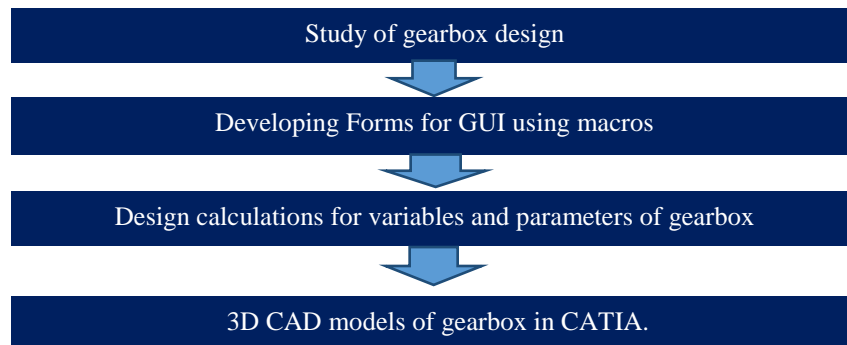 Study of gearbox design
Developing Forms for GUI using macros
Design calculations for variables and parameters of gearbox
3D CAD models of gearbox in CATIA.